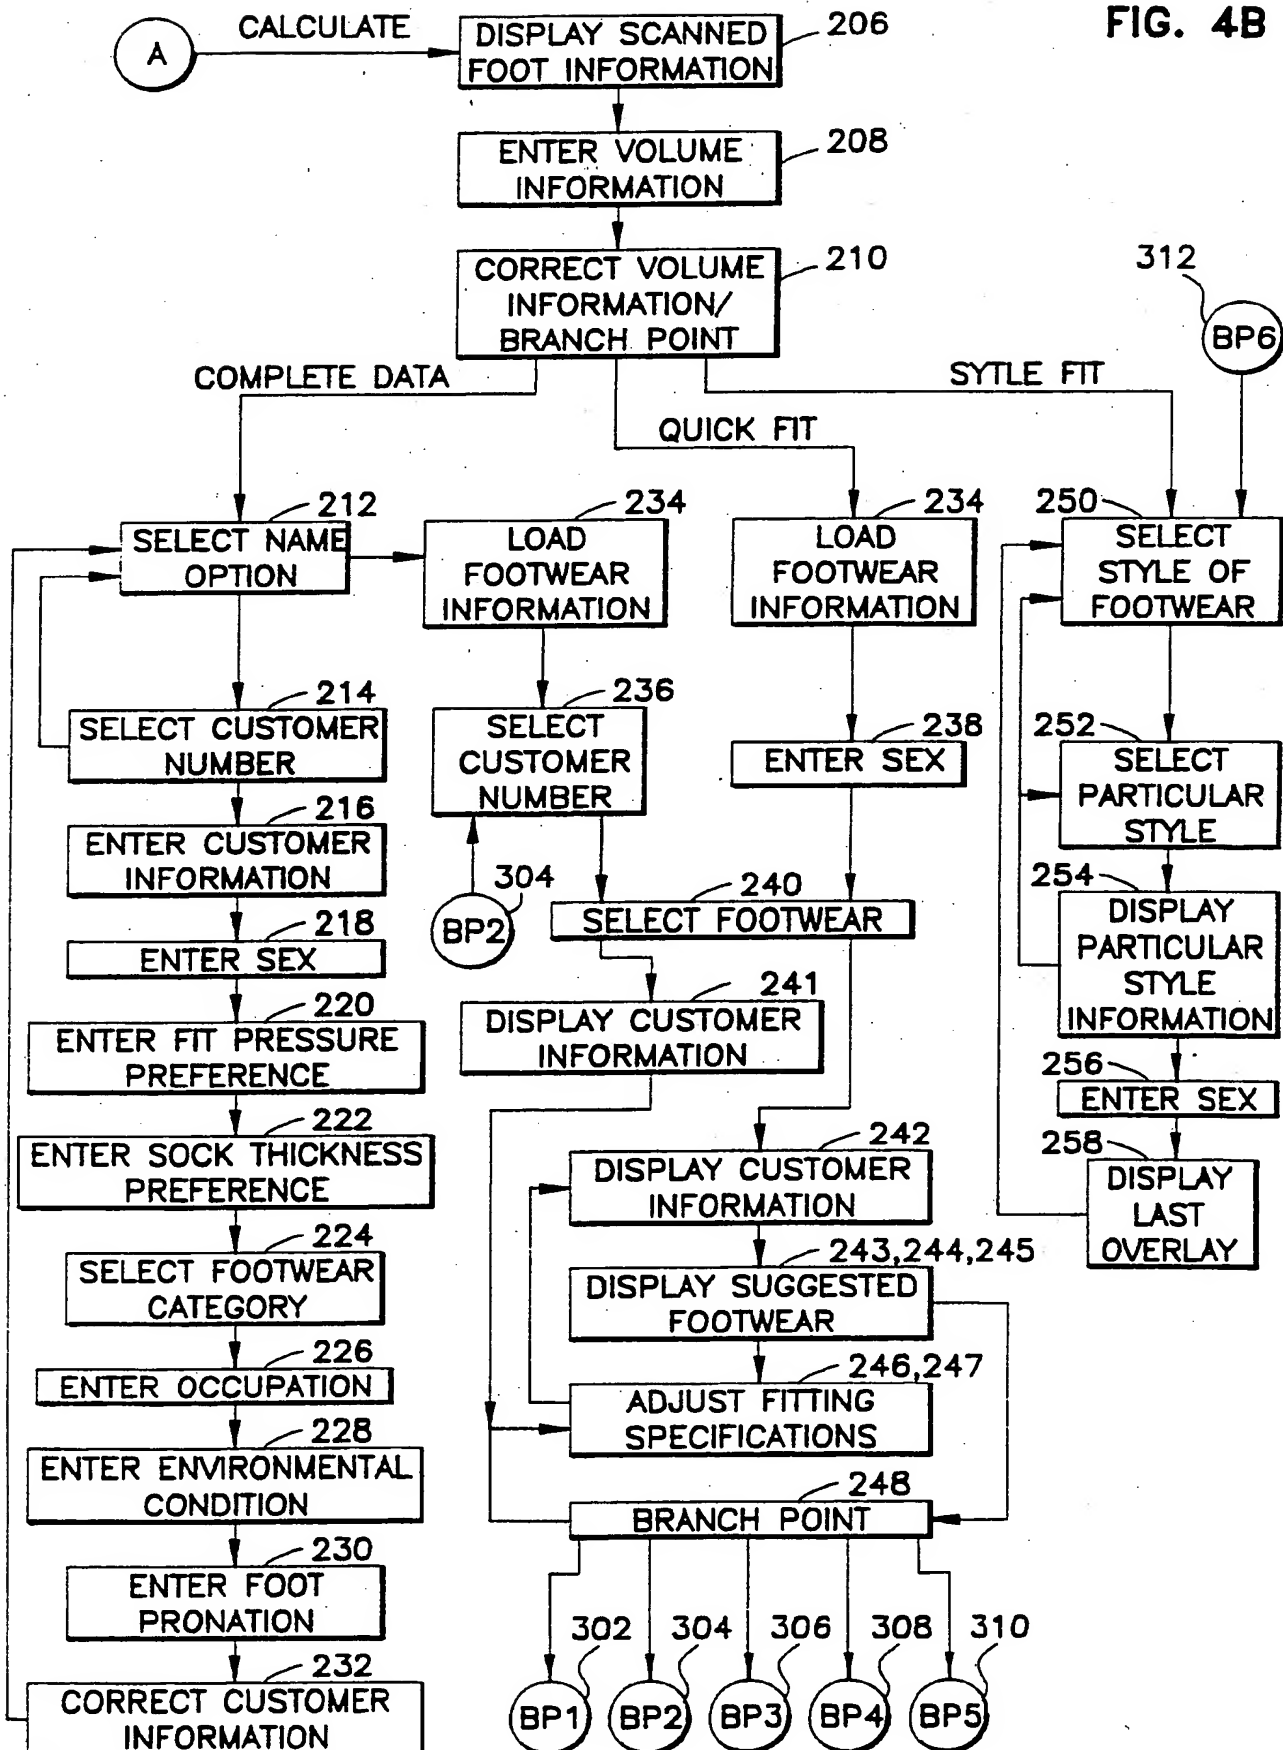 FIG. 4B
A
CALCULATE
DISPLAY SCANNED
FOOT INFORMATION
206
ENTER VOLUME
INFORMATION
208
CORRECT VOLUME
INFORMATION/
BRANCH POINT
210
312
BP6
COMPLETE DATA
QUICK FIT
SYTLE FIT
212
SELECT NAME
OPTION
214
SELECT CUSTOMER
NUMBER
216
ENTER CUSTOMER
INFORMATION
218
ENTER SEX
220
ENTER FIT PRESSURE
PREFERENCE
222
ENTER SOCK THICKNESS
PREFERENCE
224
SELECT FOOTWEAR
CATEGORY
226
ENTER OCCUPATION
228
ENTER ENVIRONMENTAL
CONDITION
230
ENTER FOOT
PRONATION
232
CORRECT CUSTOMER
INFORMATION
234
LOAD
FOOTWEAR
INFORMATION
236
SELECT
CUSTOMER
NUMBER
304
BP2
234
LOAD
FOOTWEAR
INFORMATION
238
ENTER SEX
240
SELECT FOOTWEAR
241
DISPLAY CUSTOMER
INFORMATION
242
DISPLAY CUSTOMER
INFORMATION
243,244,245
DISPLAY SUGGESTED
FOOTWEAR
246,247
ADJUST FITTING
SPECIFICATIONS
248
BRANCH POINT
302
BP1
304
BP2
306
BP3
308
BP4
310
BP5
250
SELECT
STYLE OF
FOOTWEAR
252
SELECT
PARTICULAR
STYLE
254
DISPLAY
PARTICULAR
STYLE
INFORMATION
256
ENTER SEX
258
DISPLAY
LAST
OVERLAY